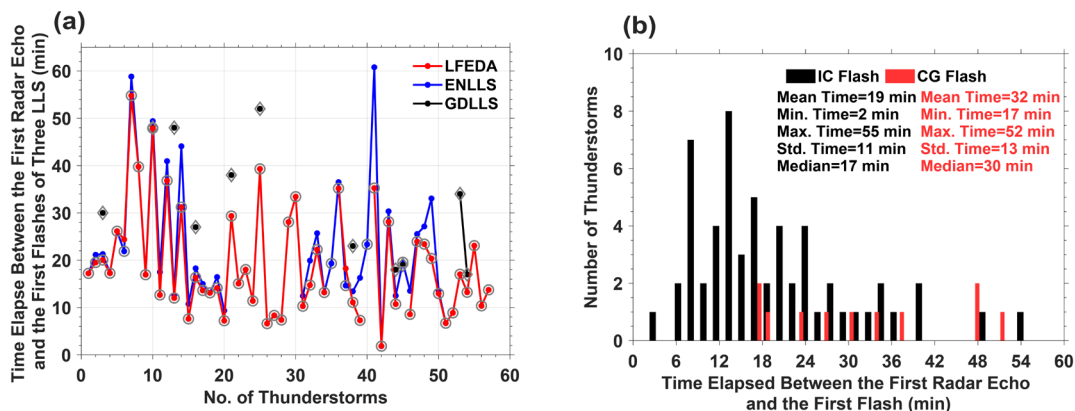 (a)
Time Elapse Between the First Radar Echo
and the First Flashes of Three LLS (min)
60
50
40
30
20
10
0
LFEDA
ENLLS
GDLLS
0 10 20 30 40 50 60
No. of Thunderstorms
(b)
Number of Thunderstorms
10
8
6
4
2
0
IC Flash CG Flash
Mean Time=19 min Mean Time=32 min
Min. Time=2 min Min. Time=17 min
Max. Time=55 min Max. Time=52 min
Std. Time=11 min Std. Time=13 min
Median=17 min Median=30 min
0 6 12 18 24 30 36 42 48 54 60
Time Elapsed Between the First Radar Echo
and the First Flash (min)